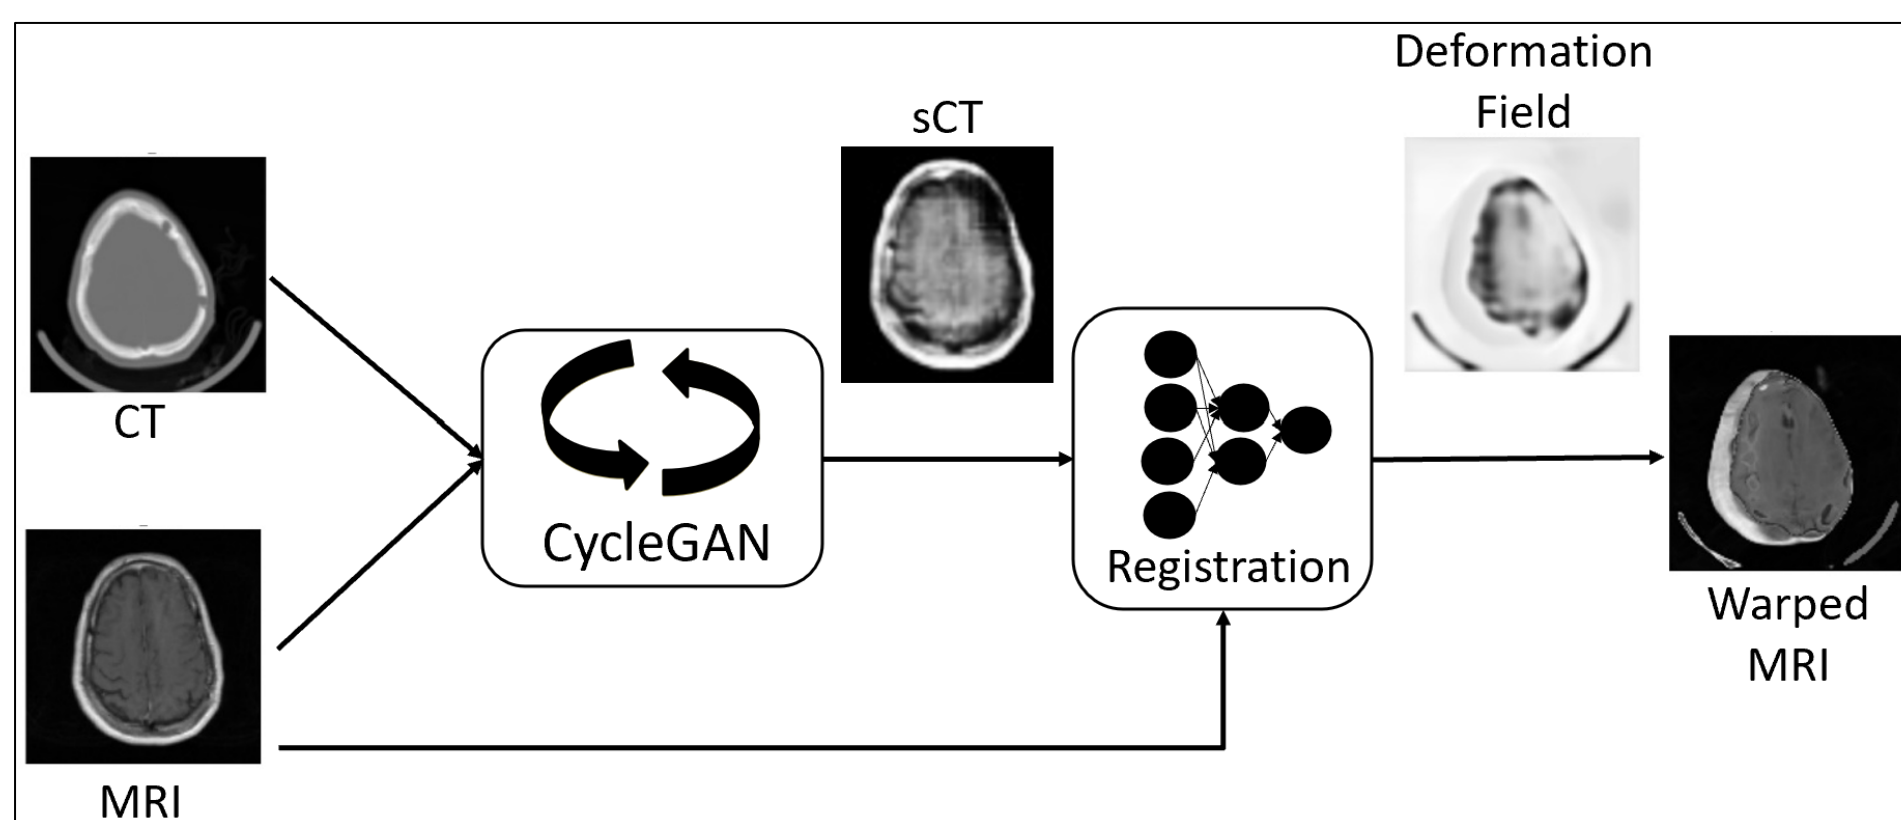 CT
MRI
CycleGAN
sCT
Registration
Deformation
Field
Warped
MRI